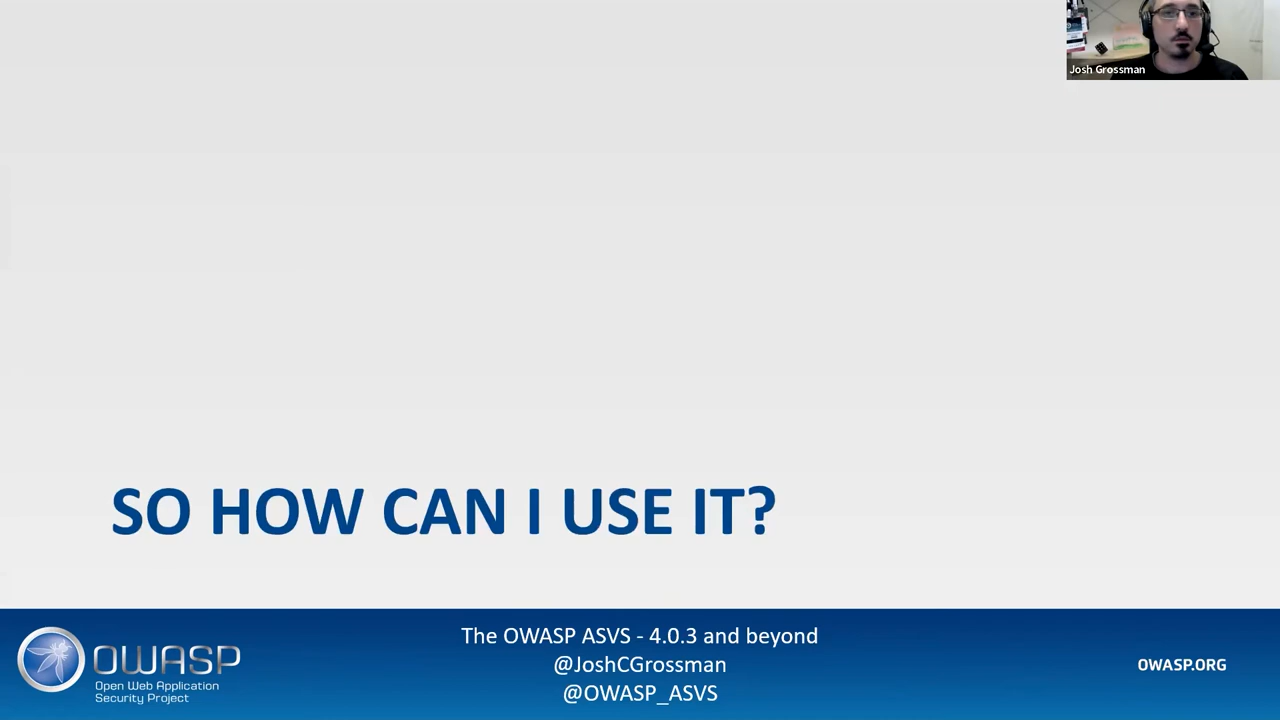 Josh Grossman
SO HOW CAN I USE IT?
The OWASP ASVS - 4.0.3 and beyond
@JoshCGrossman
@OWASP_ASVS
OWASP
Open Web Application
Security Project
OWASP.ORG